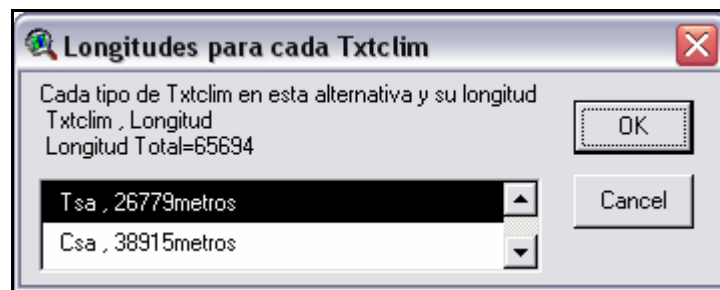 Longitudes para cada Txtclim
Cada tipo de Txtclim en esta alternativa y su longitud
Txtclim , Longitud
Longitud Total=65694
OK
Tsa , 26779metros
Cancel
Csa , 38915metros